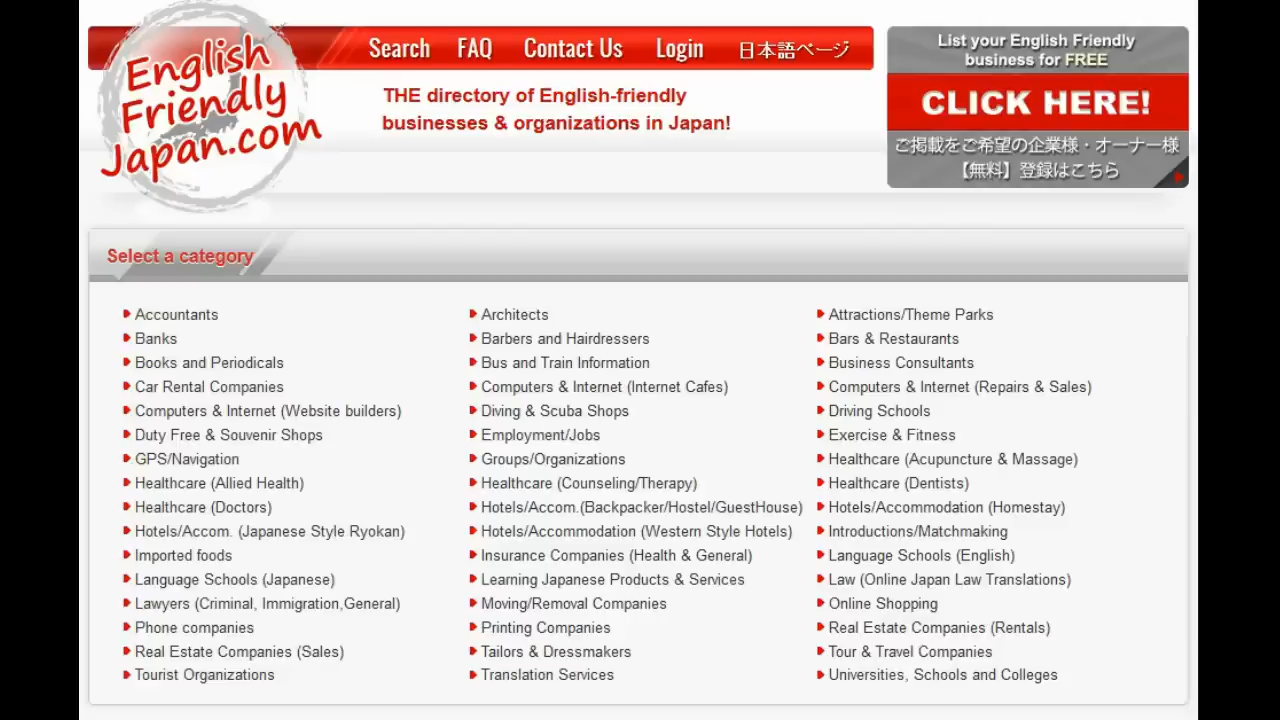 English
Friendly
Japan.com
Search FAQ Contact Us Login 日本語ページ
THE directory of English-friendly
businesses & organizations in Japan!
List your English Friendly
business for FREE
CLICK HERE!
ご掲載をご希望の企業様・オーナー様
【無料】登録はこちら
Select a category
Accountants Architects Attractions/Theme Parks
Banks Barbers and Hairdressers Bars & Restaurants
Books and Periodicals Bus and Train Information Business Consultants
Car Rental Companies Computers & Internet (Internet Cafes) Computers & Internet (Repairs & Sales)
Computers & Internet (Website builders) Diving & Scuba Shops Driving Schools
Duty Free & Souvenir Shops Employment/Jobs Exercise & Fitness
GPS/Navigation Groups/Organizations Healthcare (Acupuncture & Massage)
Healthcare (Allied Health) Healthcare (Counseling/Therapy) Healthcare (Dentists)
Healthcare (Doctors) Hotels/Accom.(Backpacker/Hostel/GuestHouse) Hotels/Accommodation (Homestay)
Hotels/Accom. (Japanese Style Ryokan) Hotels/Accommodation (Western Style Hotels) Introductions/Matchmaking
Imported foods Insurance Companies (Health & General) Language Schools (English)
Language Schools (Japanese) Learning Japanese Products & Services Law (Online Japan Law Translations)
Lawyers (Criminal, Immigration,General) Moving/Removal Companies Online Shopping
Phone companies Printing Companies Real Estate Companies (Rentals)
Real Estate Companies (Sales) Tailors & Dressmakers Tour & Travel Companies
Tourist Organizations Translation Services Universities, Schools and Colleges